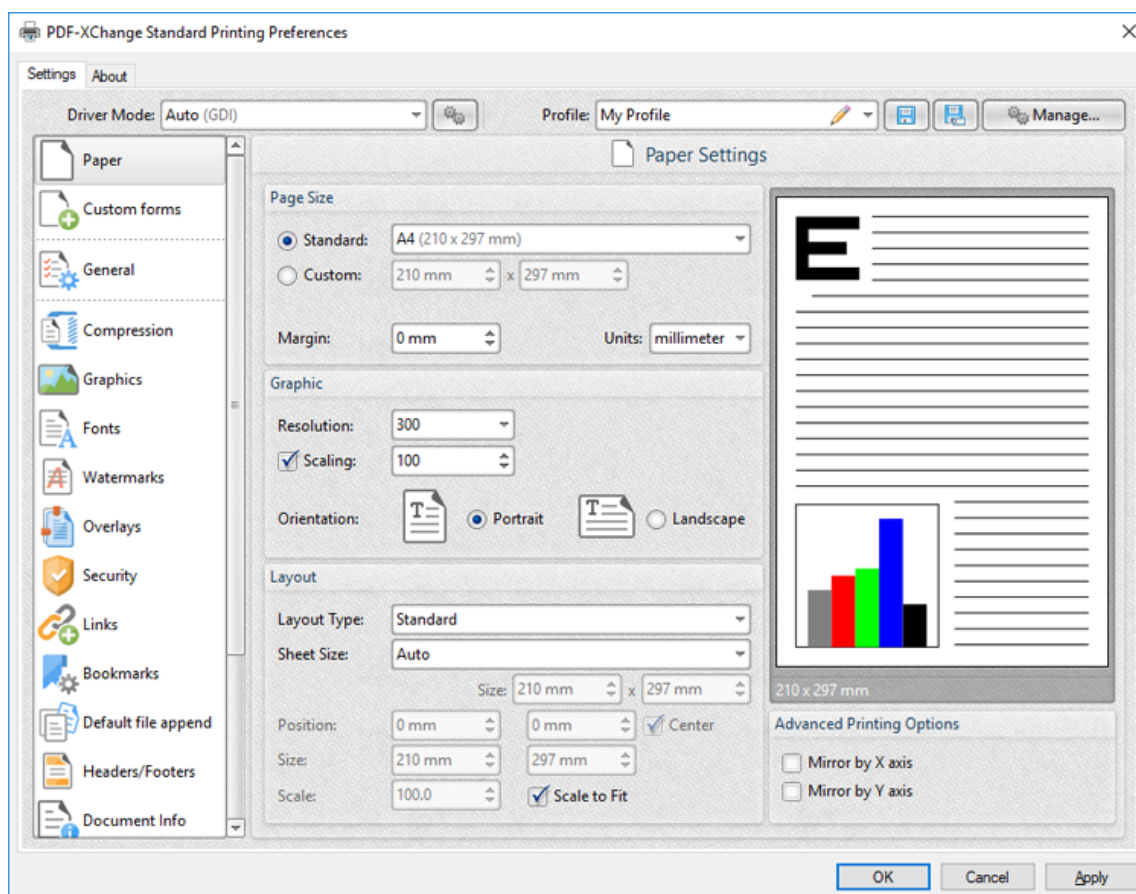 PDF-XChange Standard Printing Preferences
Settings About
Driver Mode: Auto (GDI) Profile: My Profile Manage...
Paper
Custom forms
General
Compression
Graphics
Fonts
Watermarks
Overlays
Security
Links
Bookmarks
Default file append
Headers/Footers
Document Info
Paper Settings
Page Size
Standard: A4 (210 x 297 mm)
Custom: 210 mm x 297 mm
Margin: 0 mm Units: millimeter
Graphic
Resolution: 300
Scaling: 100
Orientation: T Portrait T Landscape
Layout
Layout Type: Standard
Sheet Size: Auto
Size: 210 mm x 297 mm
Position: 0 mm 0 mm Center
Size: 210 mm 297 mm
Scale: 100.0 Scale to Fit
E
210 x 297 mm
Advanced Printing Options
Mirror by X axis
Mirror by Y axis
OK Cancel Apply